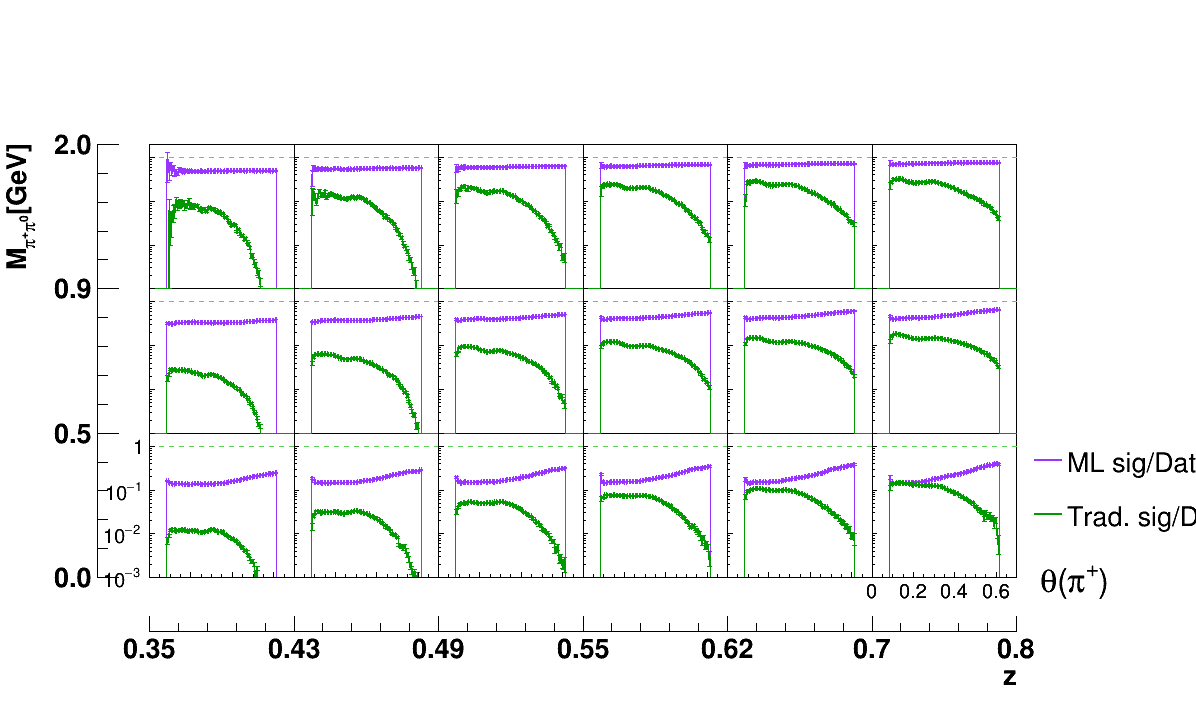 2.0
M_{π⁺π⁰}[GeV]
0.9
0.5
1
10⁻¹
ML sig/Dat
Trad. sig/D
10⁻²
0.0
10⁻³
0 0.2 0.4 0.6
θ(π⁺)
0.35 0.43 0.49 0.55 0.62 0.7 0.8
z